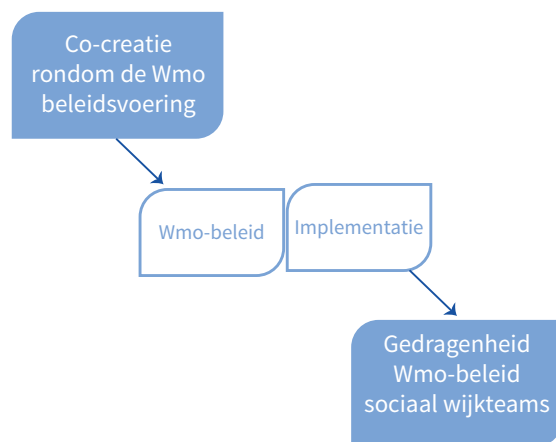 Co-creatie
rondom de Wmo
beleidsvoering
Wmo-beleid
Implementatie
Gedragenheid
Wmo-beleid
sociaal wijkteams